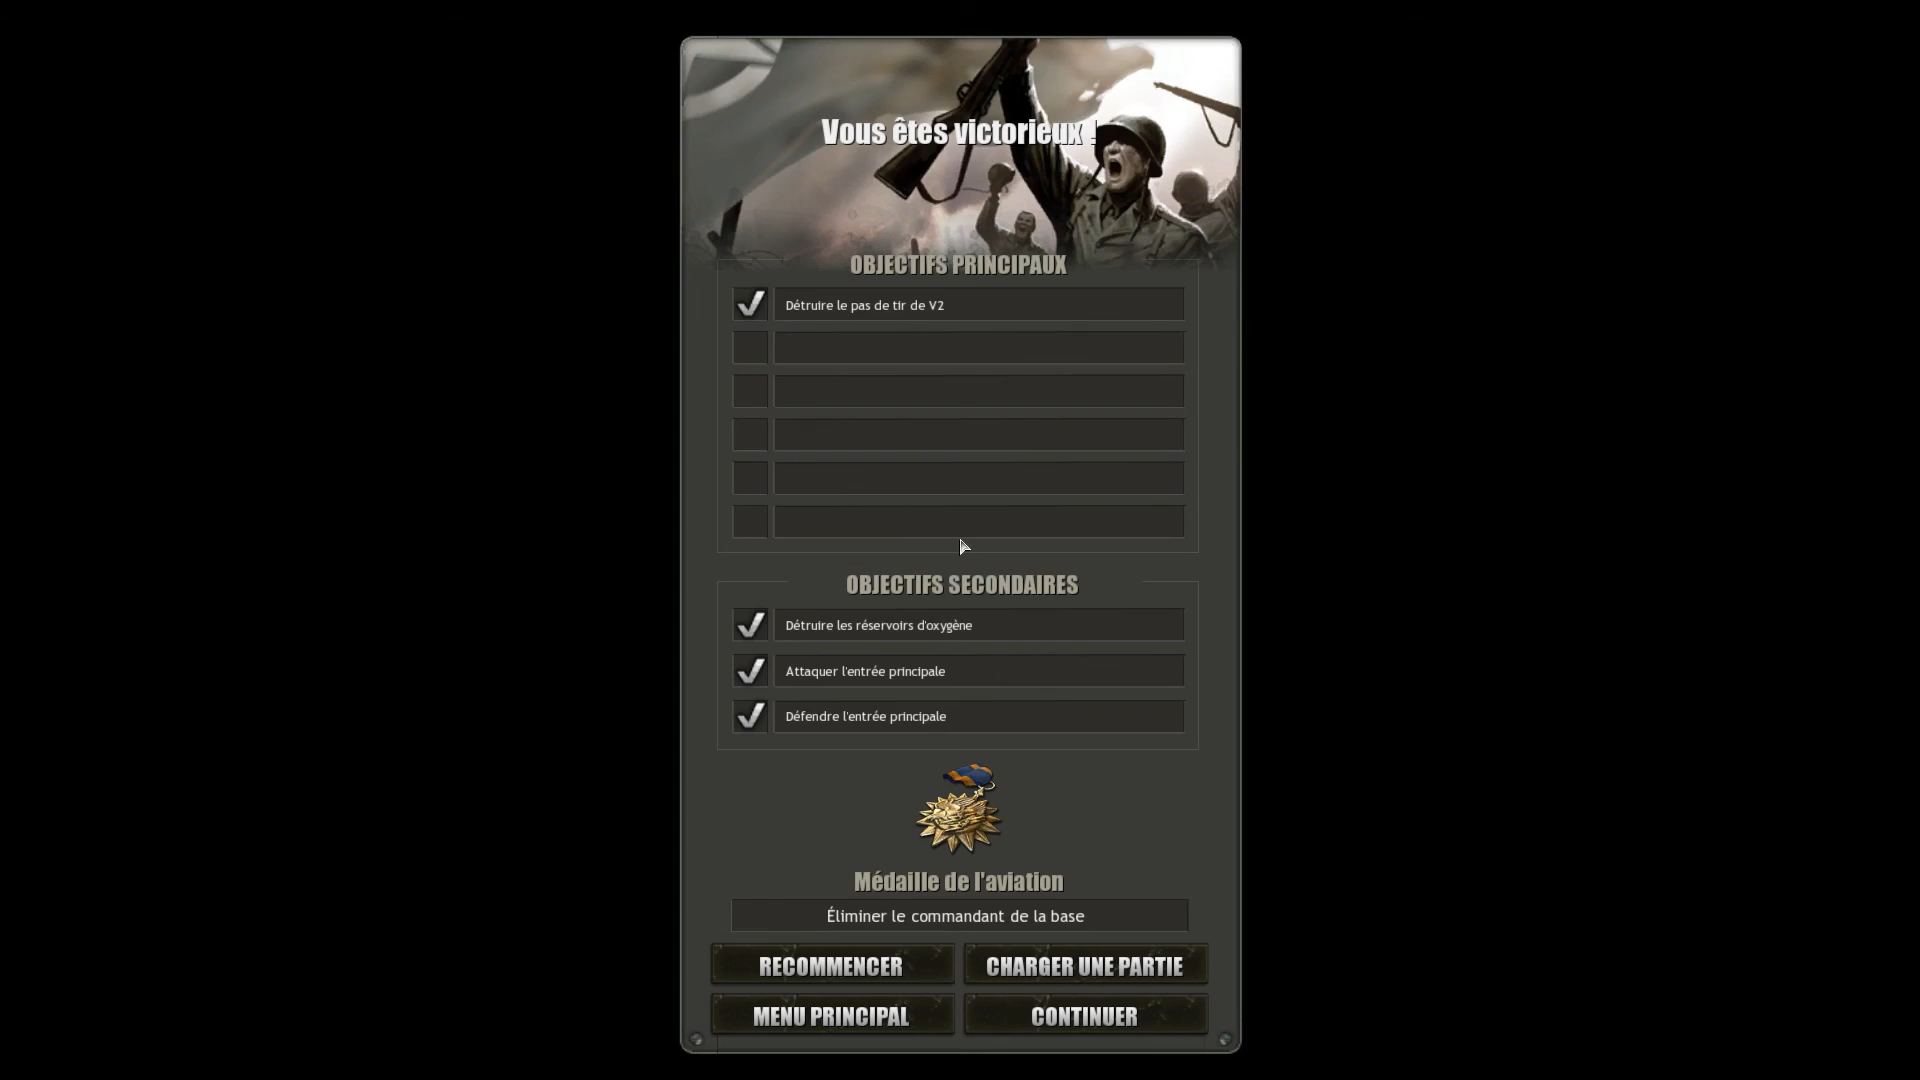 Vous êtes victorieux !
OBJECTIFS PRINCIPAUX
Détruire le pas de tir de V2
OBJECTIFS SECONDAIRES
Détruire les réservoirs d'oxygène
Attaquer l'entrée principale
Défendre l'entrée principale
Médaille de l'aviation
Éliminer le commandant de la base
RECOMMENCER
CHARGER UNE PARTIE
MENU PRINCIPAL
CONTINUER